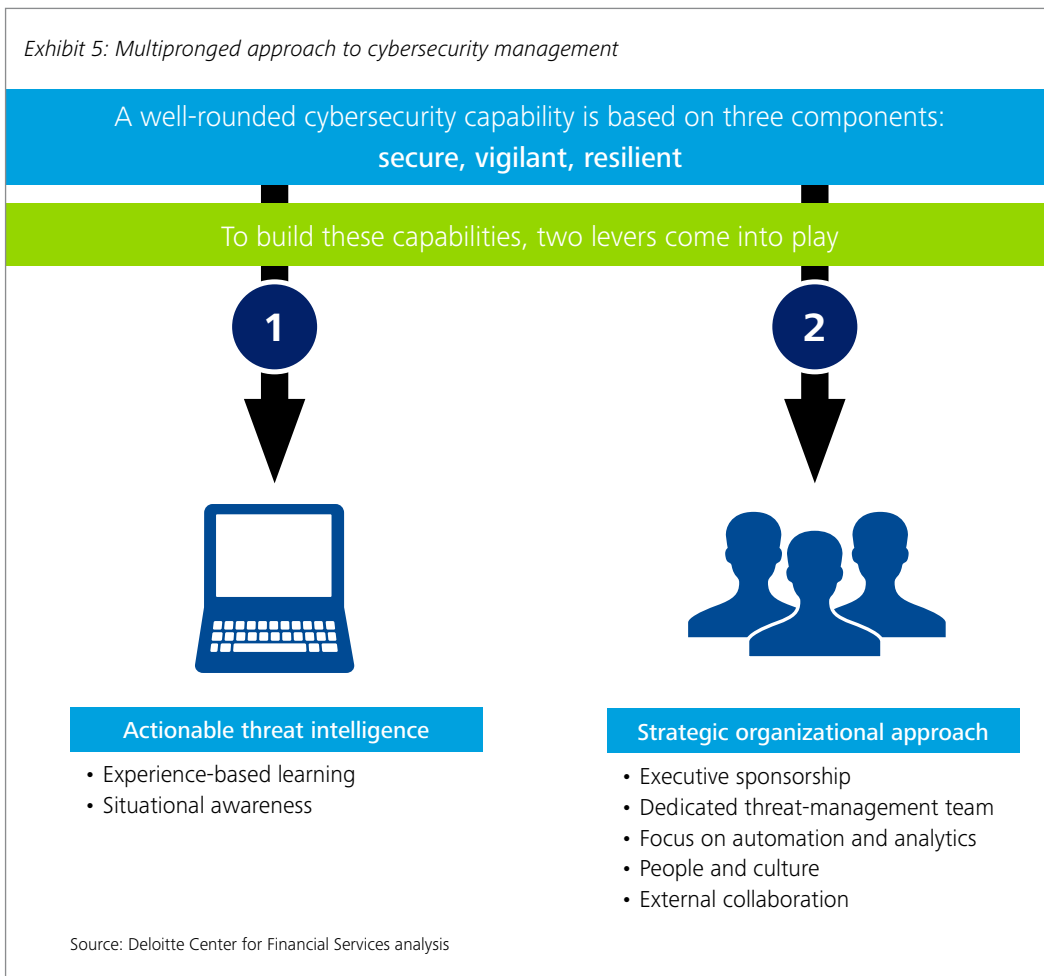 Exhibit 5: Multipronged approach to cybersecurity management
A well-rounded cybersecurity capability is based on three components:
secure, vigilant, resilient
To build these capabilities, two levers come into play
1
2
Actionable threat intelligence
• Experience-based learning
• Situational awareness
Strategic organizational approach
• Executive sponsorship
• Dedicated threat-management team
• Focus on automation and analytics
• People and culture
• External collaboration
Source: Deloitte Center for Financial Services analysis